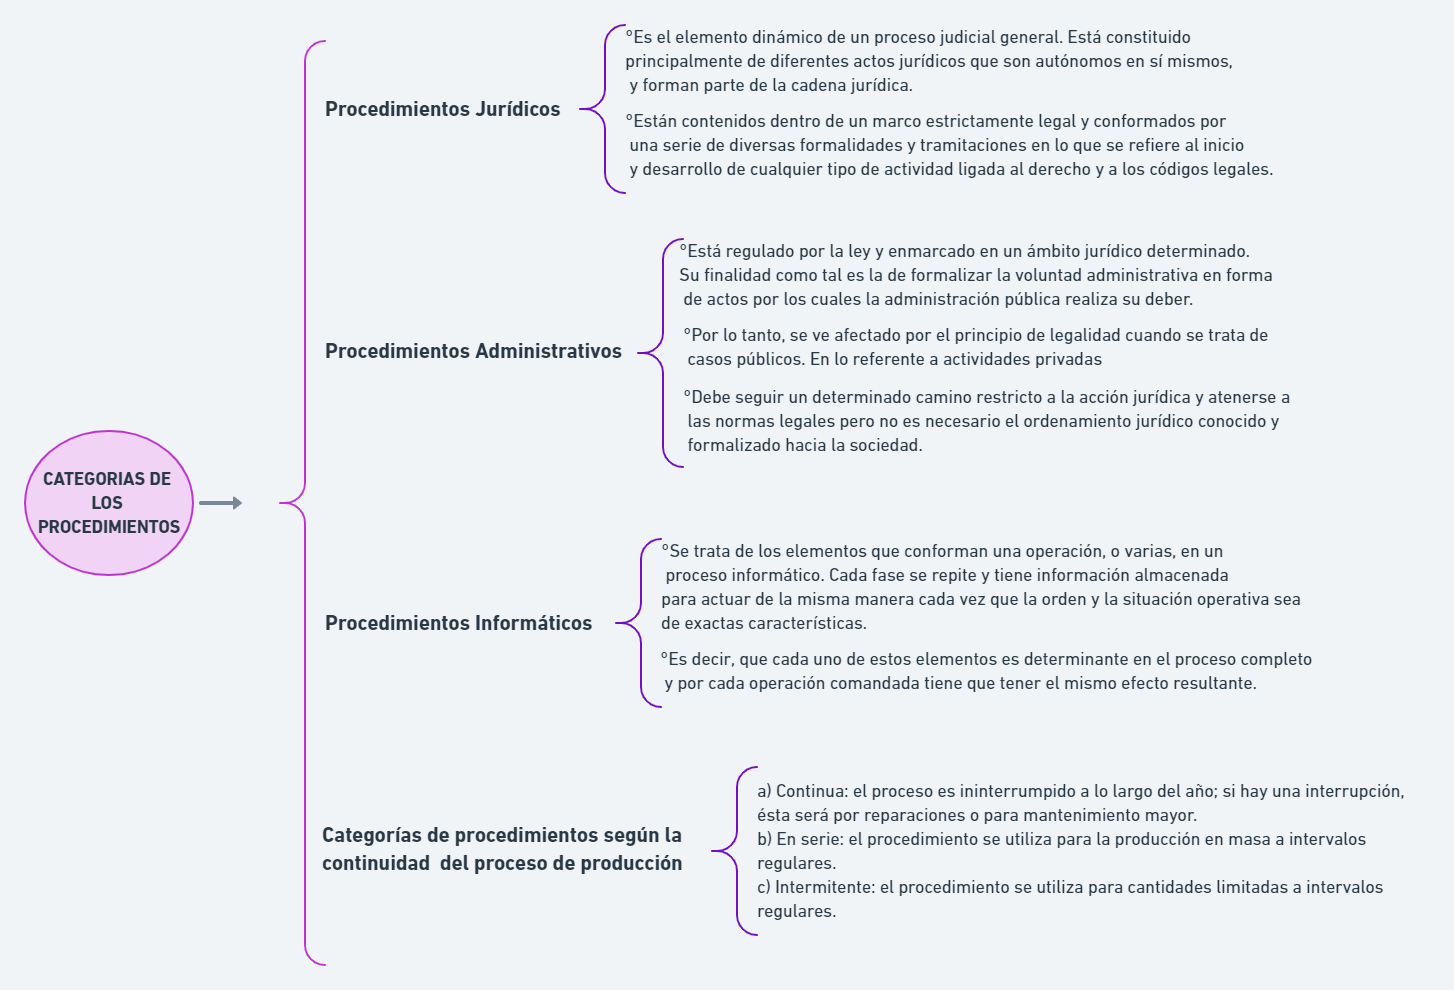 CATEGORIAS DE
LOS
PROCEDIMIENTOS
Procedimientos Jurídicos
°Es el elemento dinámico de un proceso judicial general. Está constituido
principalmente de diferentes actos jurídicos que son autónomos en sí mismos,
y forman parte de la cadena jurídica.
°Están contenidos dentro de un marco estrictamente legal y conformados por
una serie de diversas formalidades y tramitaciones en lo que se refiere al inicio
y desarrollo de cualquier tipo de actividad ligada al derecho y a los códigos legales.
Procedimientos Administrativos
°Está regulado por la ley y enmarcado en un ámbito jurídico determinado.
Su finalidad como tal es la de formalizar la voluntad administrativa en forma
de actos por los cuales la administración pública realiza su deber.
°Por lo tanto, se ve afectado por el principio de legalidad cuando se trata de
casos públicos. En lo referente a actividades privadas
°Debe seguir un determinado camino restricto a la acción jurídica y atenerse a
las normas legales pero no es necesario el ordenamiento jurídico conocido y
formalizado hacia la sociedad.
Procedimientos Informáticos
°Se trata de los elementos que conforman una operación, o varias, en un
proceso informático. Cada fase se repite y tiene información almacenada
para actuar de la misma manera cada vez que la orden y la situación operativa sea
de exactas características.
°Es decir, que cada uno de estos elementos es determinante en el proceso completo
y por cada operación comandada tiene que tener el mismo efecto resultante.
Categorías de procedimientos según la
continuidad  del proceso de producción
a) Continua: el proceso es ininterrumpido a lo largo del año; si hay una interrupción,
ésta será por reparaciones o para mantenimiento mayor.
b) En serie: el procedimiento se utiliza para la producción en masa a intervalos
regulares.
c) Intermitente: el procedimiento se utiliza para cantidades limitadas a intervalos
regulares.